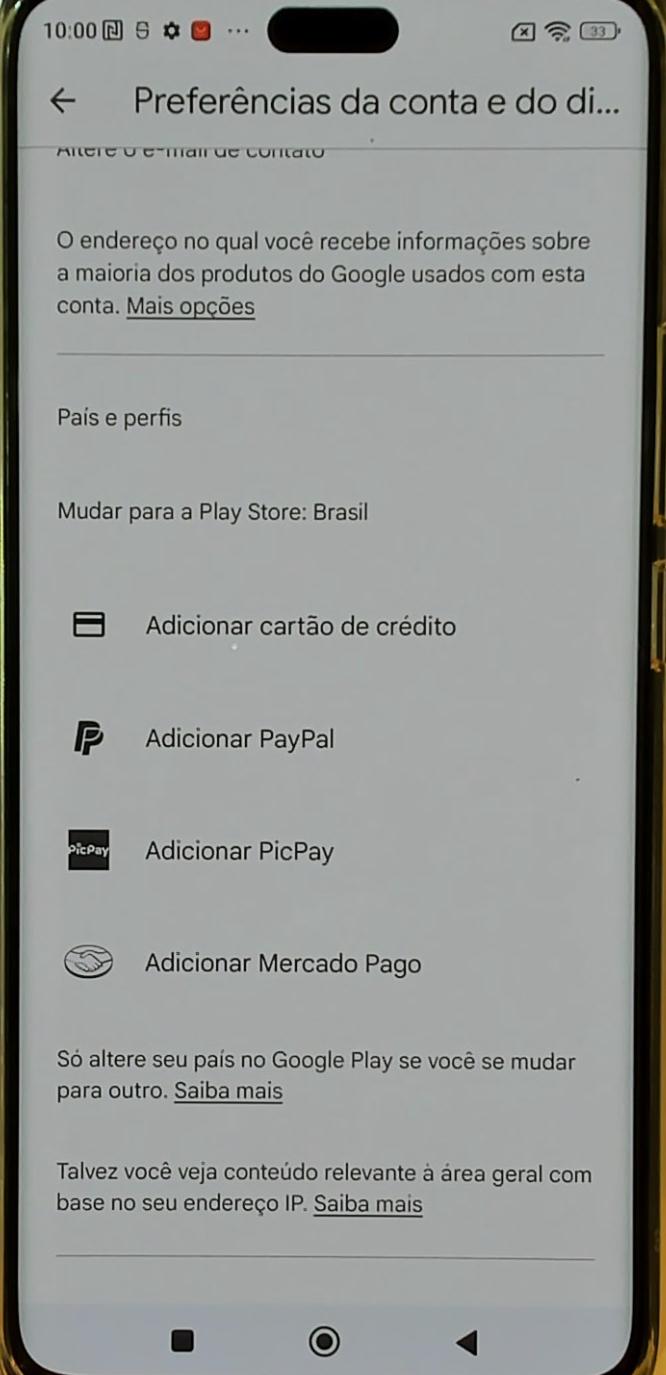 10:00
33
Preferências da conta e do di...
Altere o e-mail de contato
O endereço no qual você recebe informações sobre
a maioria dos produtos do Google usados com esta
conta. Mais opções
País e perfis
Mudar para a Play Store: Brasil
Adicionar cartão de crédito
Adicionar PayPal
PicPay
Adicionar PicPay
Adicionar Mercado Pago
Só altere seu país no Google Play se você se mudar
para outro. Saiba mais
Talvez você veja conteúdo relevante à área geral com
base no seu endereço IP. Saiba mais